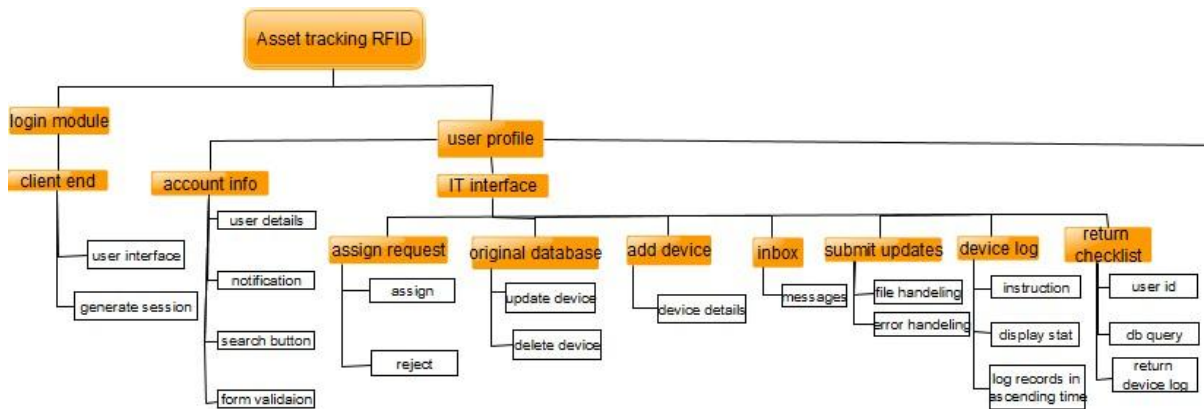 Asset tracking RFID
login module
user profile
client end
account info
IT interface
user details
assign request
original database
add device
inbox
submit updates
device log
return
checklist
user interface
notification
assign
update device
device details
messages
file handeling
instruction
user id
generate session
error handeling
search button
reject
delete device
display stat
db query
form validaion
log records in
ascending time
return
device log